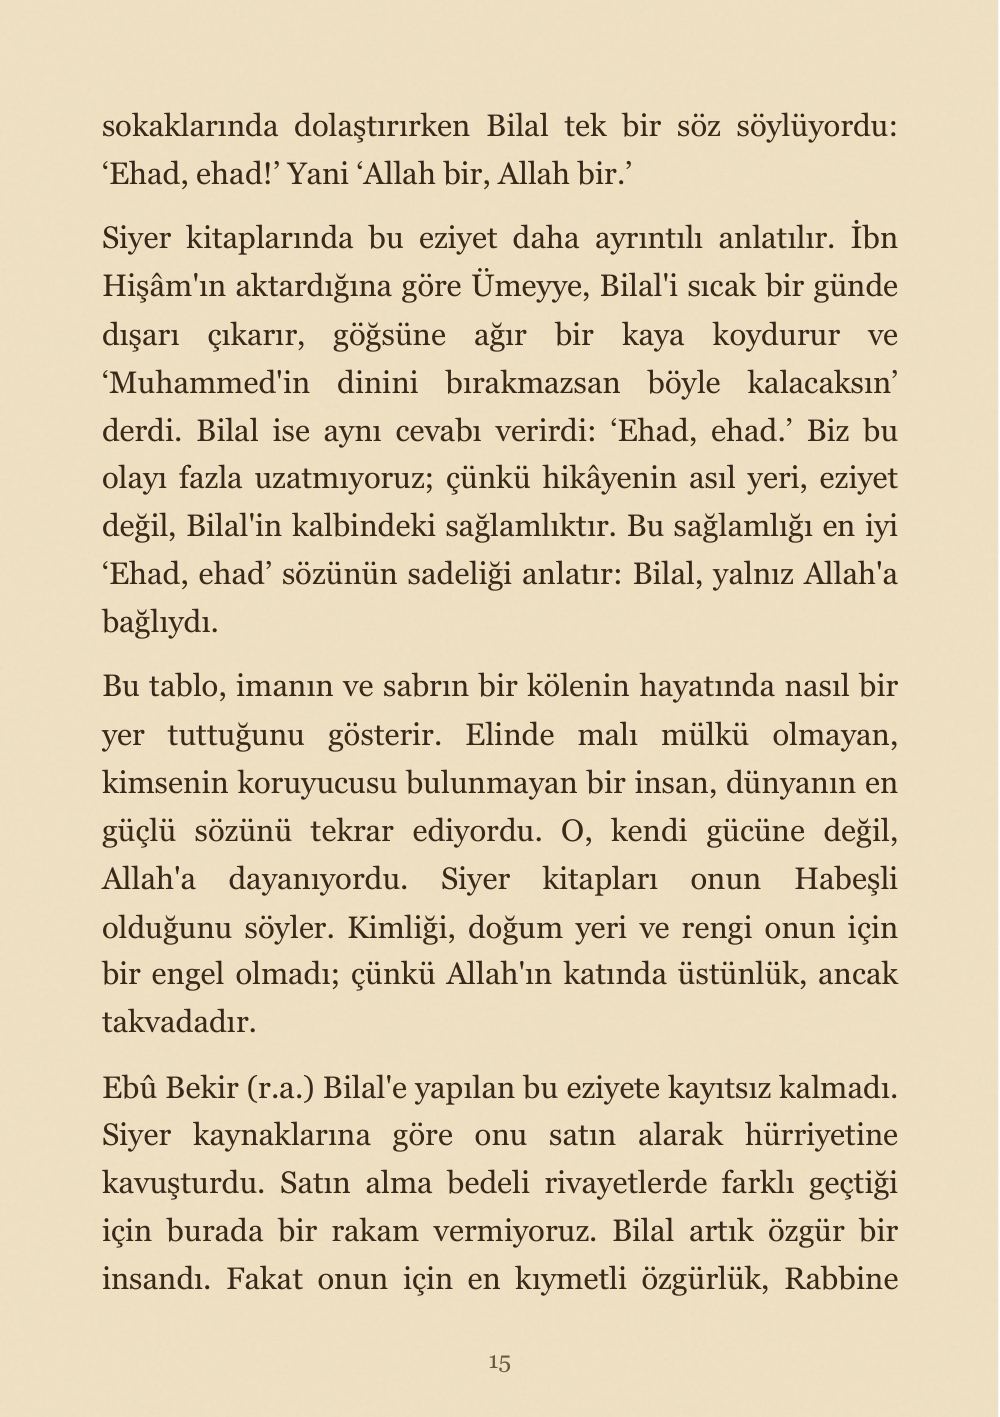 sokaklarında dolaştırırken Bilal tek bir söz söylüyordu:
‘Ehad, ehad!’ Yani ‘Allah bir, Allah bir.’
Siyer kitaplarında bu eziyet daha ayrıntılı anlatılır. İbn
Hişâm'ın aktardığına göre Ümeyye, Bilal'i sıcak bir günde
dışarı çıkarır, göğsüne ağır bir kaya koydurur ve
‘Muhammed'in dinini bırakmazsan böyle kalacaksın’
derdi. Bilal ise aynı cevabı verirdi: ‘Ehad, ehad.’ Biz bu
olayı fazla uzatmıyoruz; çünkü hikâyenin asıl yeri, eziyet
değil, Bilal'in kalbindeki sağlamlıktır. Bu sağlamlığı en iyi
‘Ehad, ehad’ sözünün sadeliği anlatır: Bilal, yalnız Allah'a
bağlıydı.
Bu tablo, imanın ve sabrın bir kölenin hayatında nasıl bir
yer tuttuğunu gösterir. Elinde malı mülkü olmayan,
kimsenin koruyucusu bulunmayan bir insan, dünyanın en
güçlü sözünü tekrar ediyordu. O, kendi gücüne değil,
Allah'a dayanıyordu. Siyer kitapları onun Habeşli
olduğunu söyler. Kimliği, doğum yeri ve rengi onun için
bir engel olmadı; çünkü Allah'ın katında üstünlük, ancak
takvadadır.
Ebû Bekir (r.a.) Bilal'e yapılan bu eziyete kayıtsız kalmadı.
Siyer kaynaklarına göre onu satın alarak hürriyetine
kavuşturdu. Satın alma bedeli rivayetlerde farklı geçtiği
için burada bir rakam vermiyoruz. Bilal artık özgür bir
insandı. Fakat onun için en kıymetli özgürlük, Rabbine
15